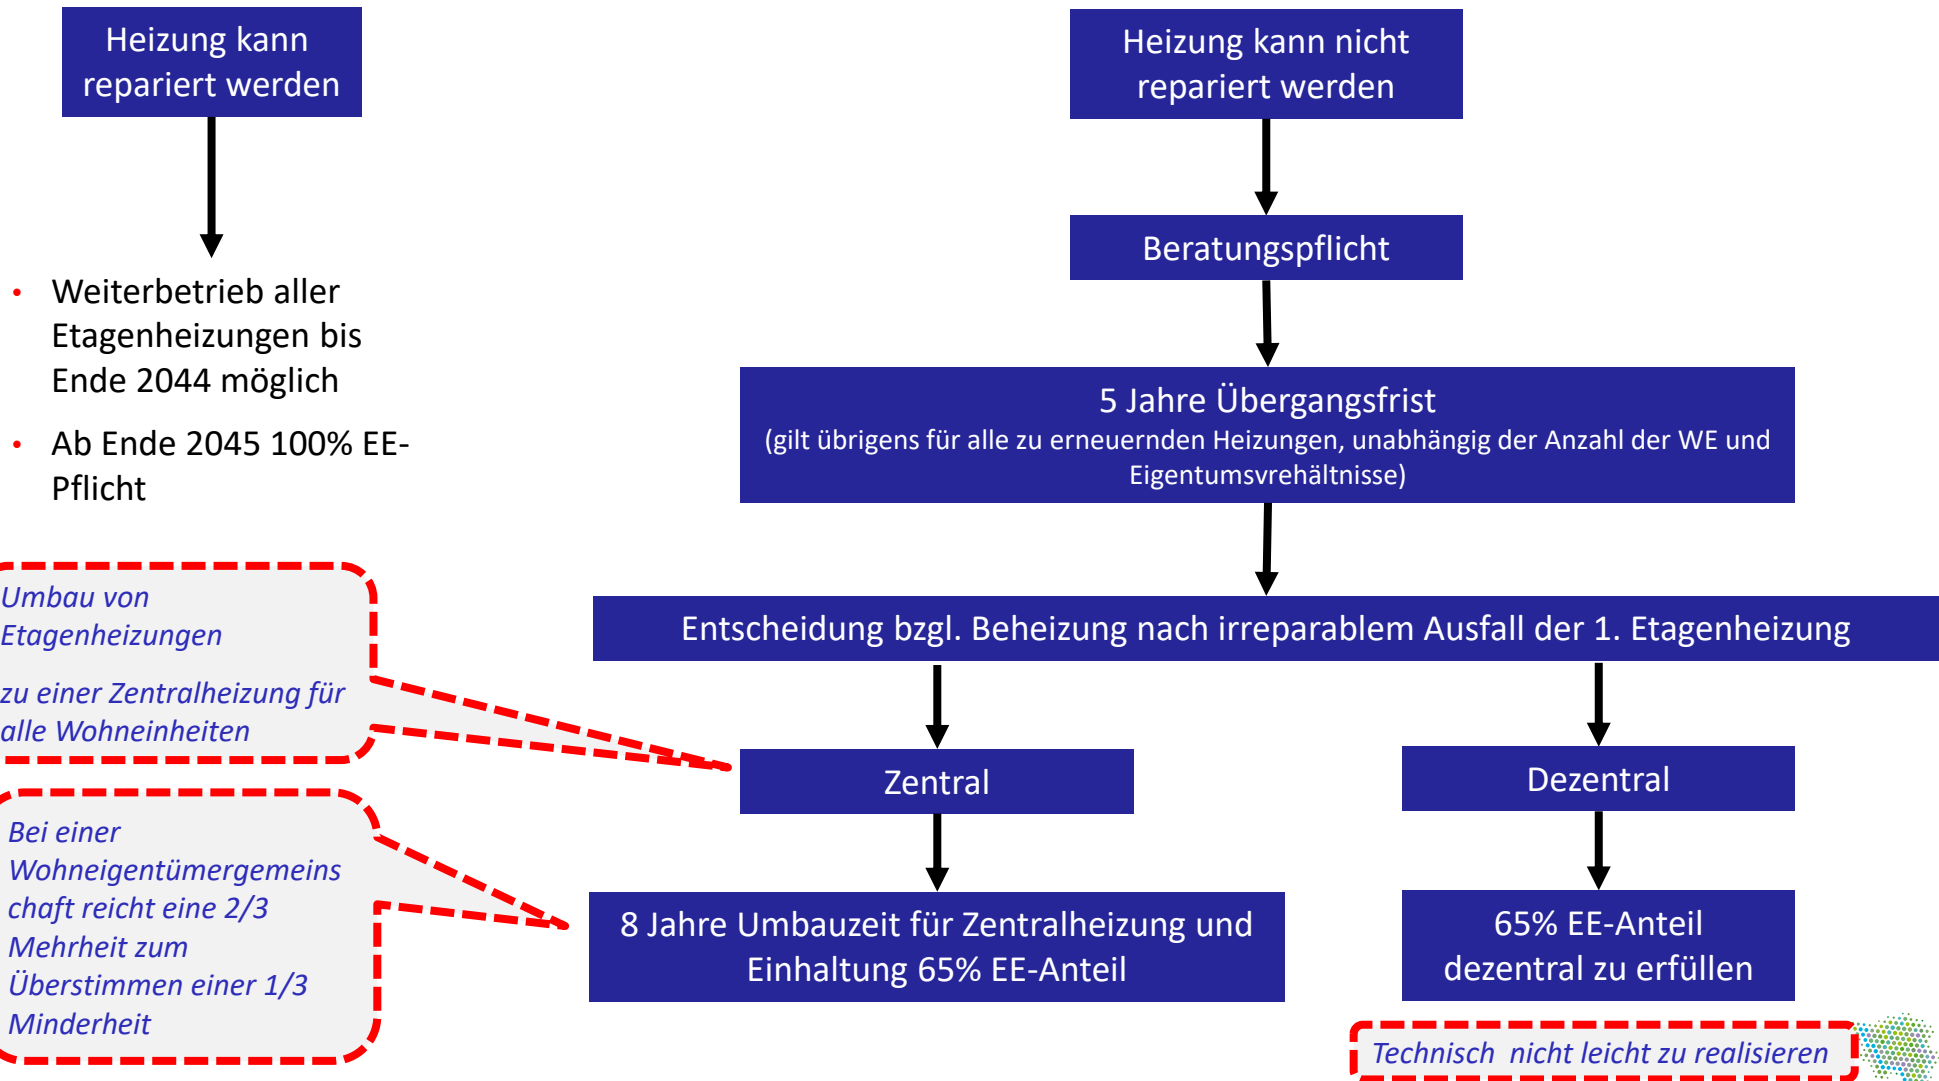 Heizung kann
repariert werden
• Weiterbetrieb aller
Etagenheizungen bis
Ende 2044 möglich
• Ab Ende 2045 100% EE-
Pflicht
Heizung kann nicht
repariert werden
Beratungspflicht
5 Jahre Übergangsfrist
(gilt übrigens für alle zu erneuernden Heizungen, unabhängig der Anzahl der WE und
Eigentumsvrehältnisse)
Entscheidung bzgl. Beheizung nach irreparablem Ausfall der 1. Etagenheizung
Umbau von
Etagenheizungen
zu einer Zentralheizung für
alle Wohneinheiten
Zentral
Dezentral
Bei einer
Wohneigentümergemeins
chaft reicht eine 2/3
Mehrheit zum
Überstimmen einer 1/3
Minderheit
8 Jahre Umbauzeit für Zentralheizung und
Einhaltung 65% EE-Anteil
65% EE-Anteil
dezentral zu erfüllen
Technisch nicht leicht zu realisieren